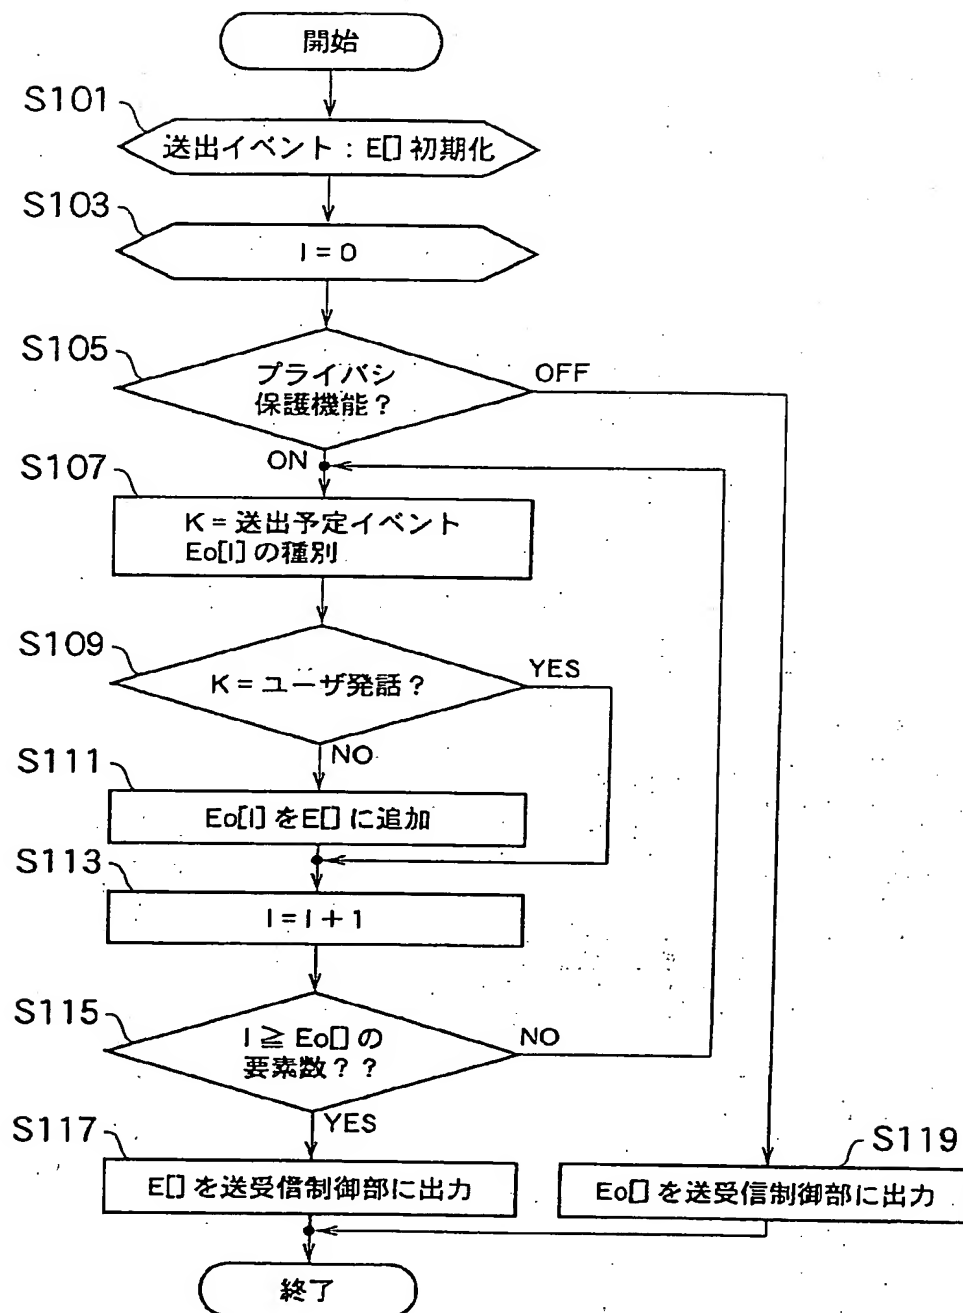 開始
S101
送出イベント:E[] 初期化
S103
I = 0
S105
プライバシ
保護機能?
OFF
ON
S107
K = 送出予定イベント
Eo[I] の種別
S109
K = ユーザ発話?
YES
NO
S111
Eo[I] をE[] に追加
S113
I = I + 1
S115
I ≧ Eo[] の
要素数??
NO
YES
S117
E[] を送受信制御部に出力
S119
Eo[] を送受信制御部に出力
終了